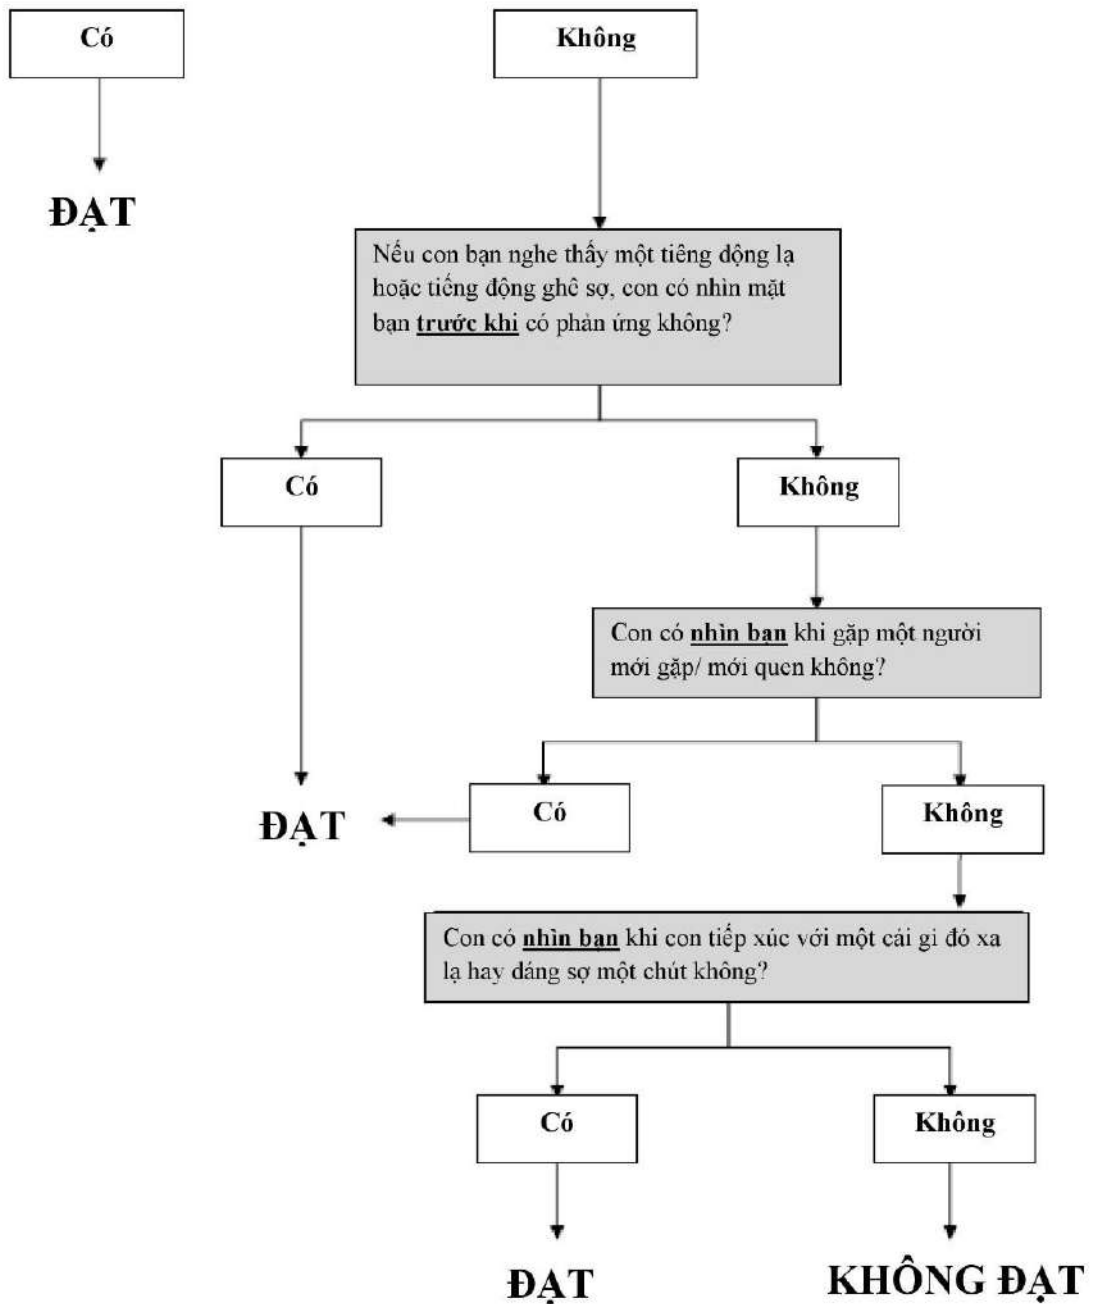 Có
Không
ĐẠT
Nếu con bạn nghe thấy một tiếng động lạ
hoặc tiếng động ghê sợ, con có nhìn mặt
bạn trước khi có phản ứng không?
Có
Không
Con có nhìn bạn khi gặp một người
mới gặp/ mới quen không?
Có
Không
ĐẠT
Con có nhìn bạn khi con tiếp xúc với một cái gì đó xa
lạ hay đáng sợ một chút không?
Có
Không
ĐẠT
KHÔNG ĐẠT